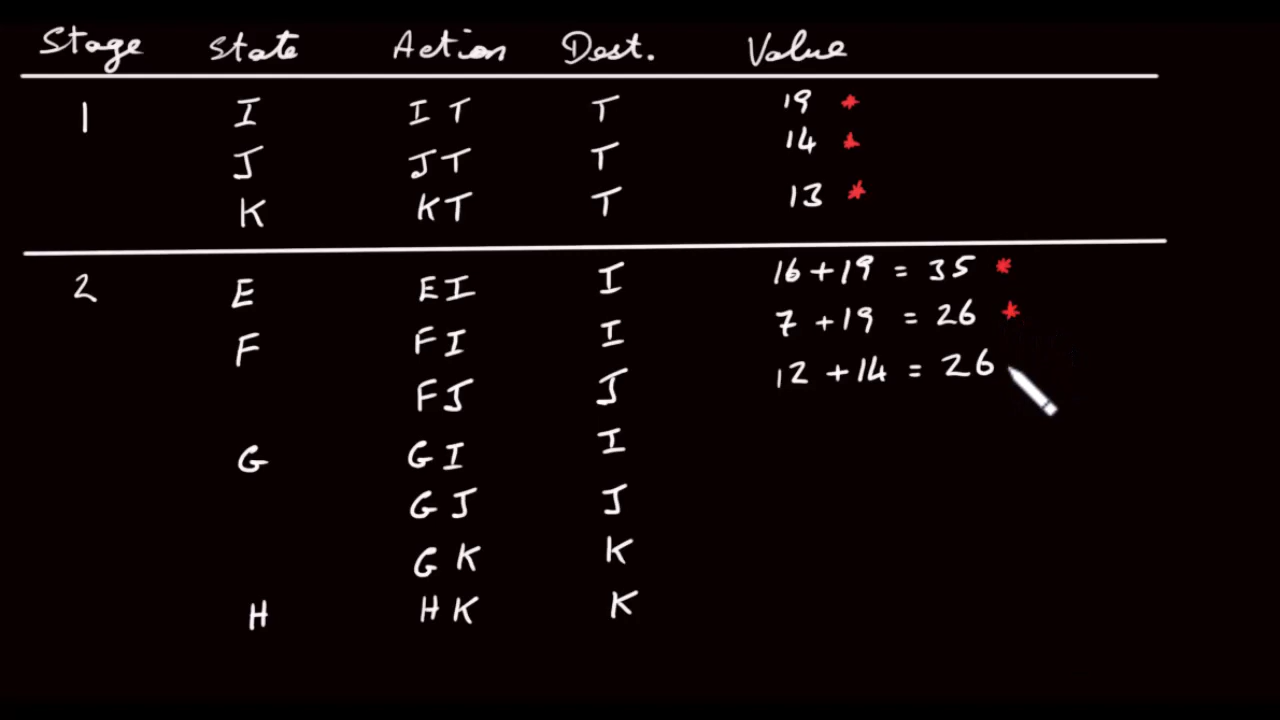 Stage State Action Dest. Value
1 I IT T 19 *
J JT T 14 *
K KT T 13 *
2 E EI I 16 + 19 = 35 *
F FI I 7 + 19 = 26 *
FJ J 12 + 14 = 26
G GI I
GJ J
GK K
H HK K